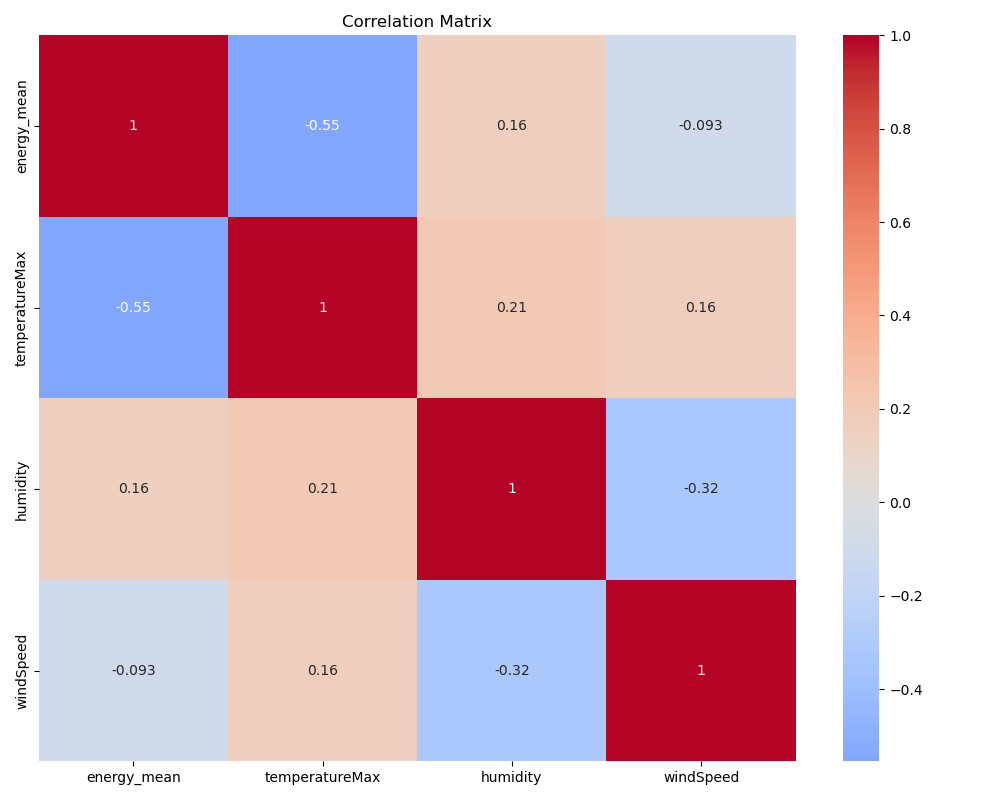 Correlation Matrix
energy_mean
1
-0.55
0.16
-0.093
temperatureMax
-0.55
1
0.21
0.16
humidity
0.16
0.21
1
-0.32
windSpeed
-0.093
0.16
-0.32
1
energy_mean
temperatureMax
humidity
windSpeed
1.0
0.8
0.6
0.4
0.2
0.0
−0.2
−0.4